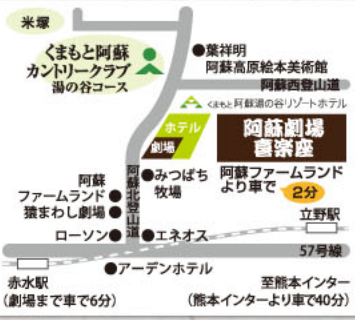 米塚
くまもと阿蘇
カントリークラブ
湯の谷コース
●葉祥明
阿蘇高原絵本美術館
阿蘇西登山道
くまもと阿蘇湯の谷リゾートホテル
ホテル
劇場
阿蘇劇場
喜楽座
阿蘇ファームランド
より車で
2分
阿蘇北登山道
●みつばち
牧場
阿蘇
ファームランド●
猿まわし劇場●
ローソン●
●エネオス
立野駅
57号線
●アーデンホテル
赤水駅
(劇場まで車で6分)
至熊本インター
(熊本インターより車で40分)